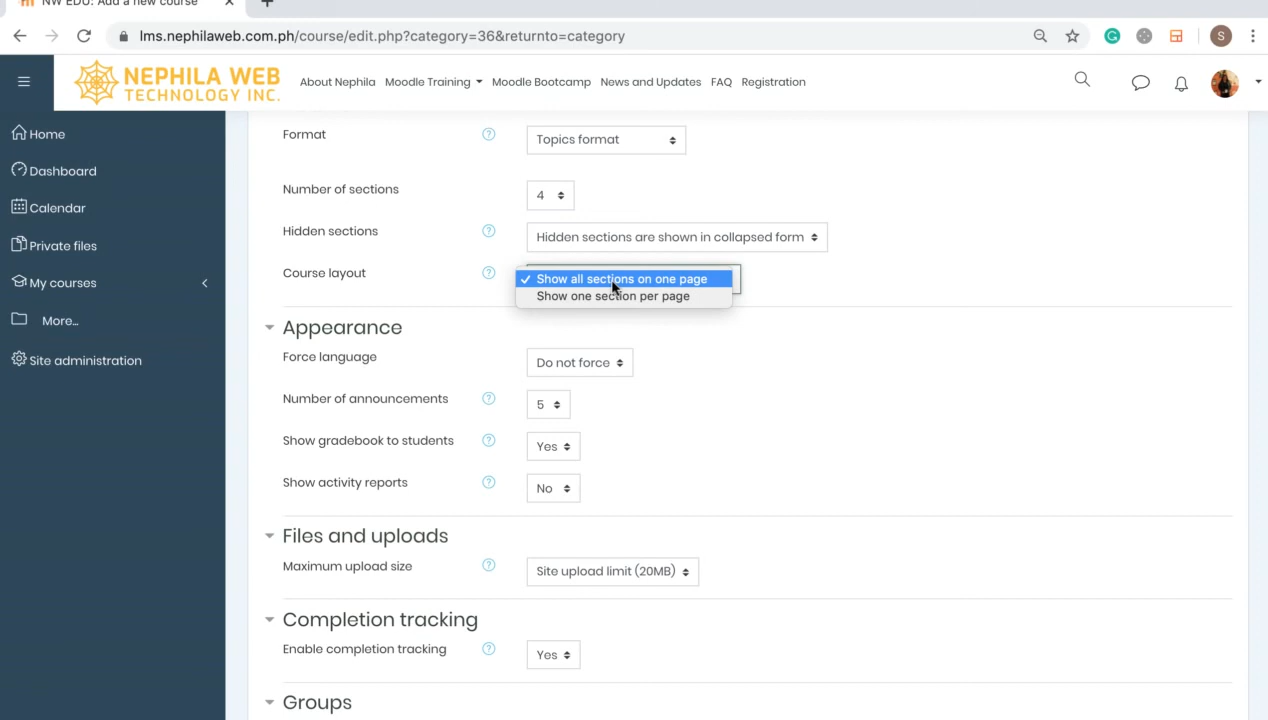 NW EDU: Add a new course
lms.nephilaweb.com.ph/course/edit.php?category=36&returnto=category
S
NEPHILA WEB
TECHNOLOGY INC.
About Nephila Moodle Training Moodle Bootcamp News and Updates FAQ Registration
Home
Dashboard
Calendar
Private files
My courses
More...
Site administration
Format Topics format
Number of sections 4
Hidden sections Hidden sections are shown in collapsed form
Course layout
✓ Show all sections on one page
Show one section per page
Appearance
Force language Do not force
Number of announcements 5
Show gradebook to students Yes
Show activity reports No
Files and uploads
Maximum upload size Site upload limit (20MB)
Completion tracking
Enable completion tracking Yes
Groups